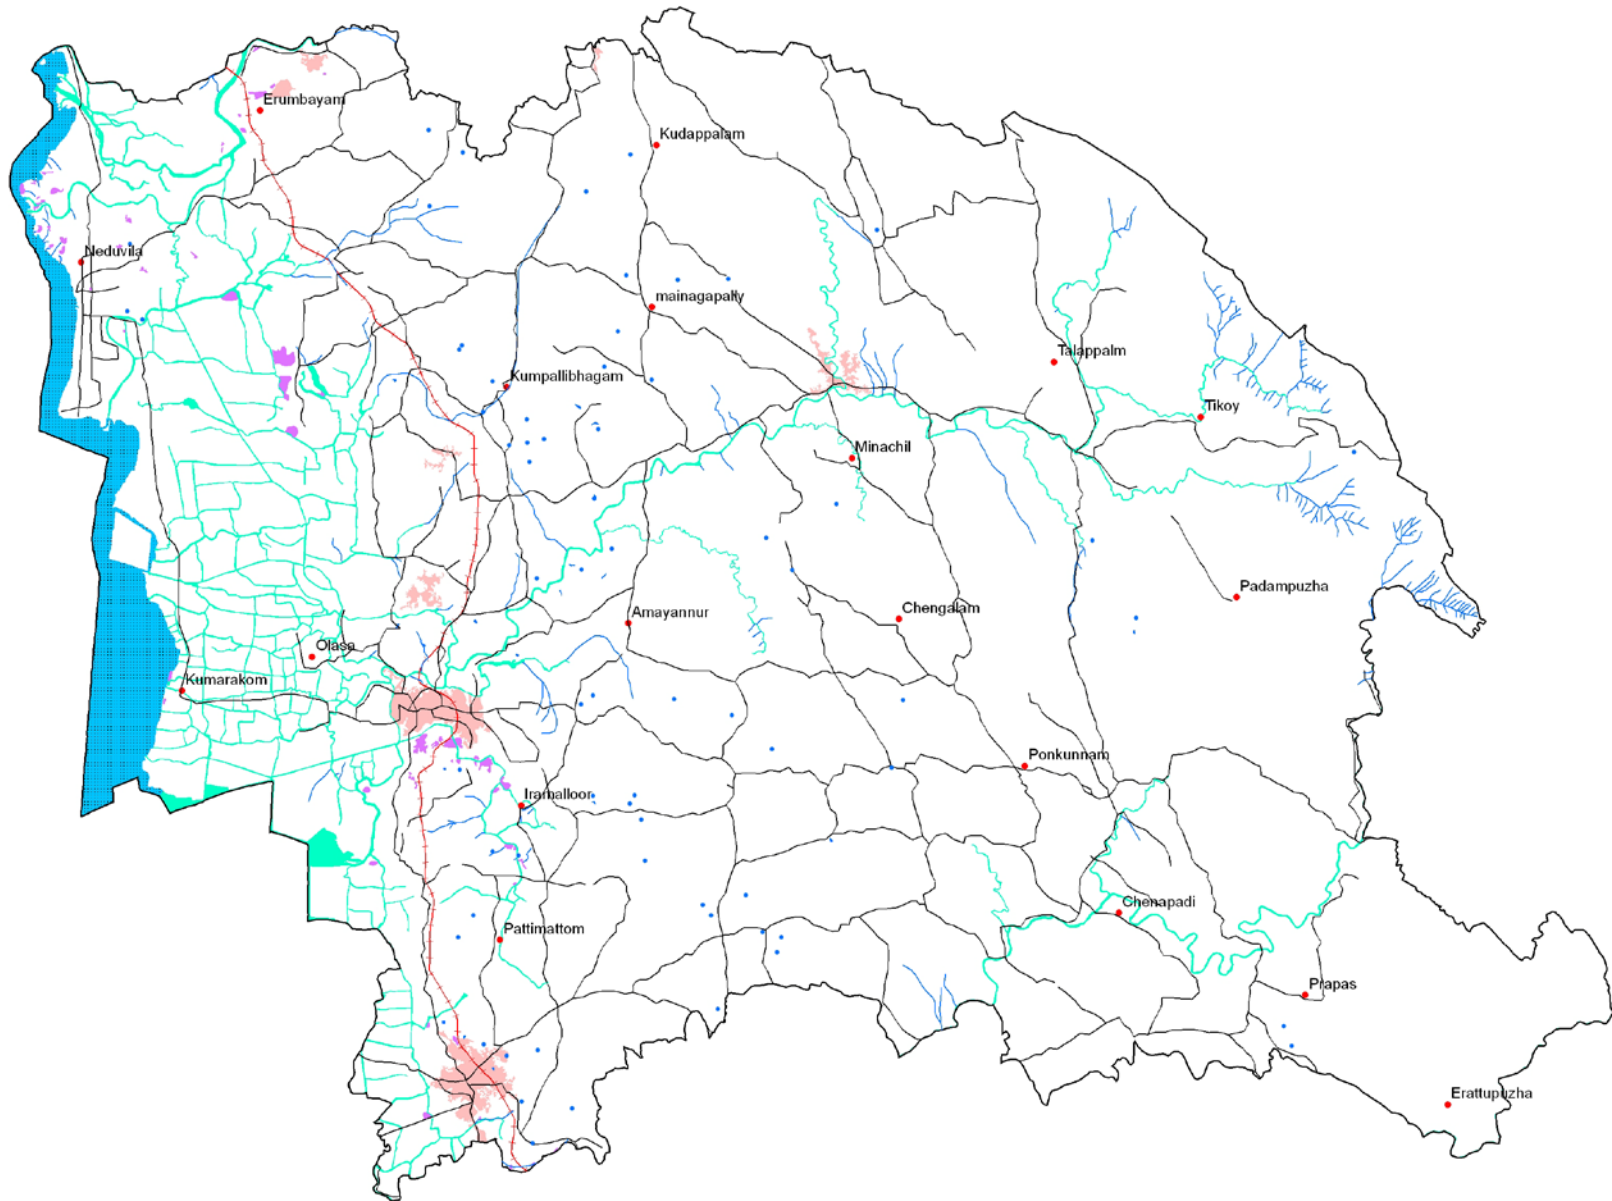 Erumbayam
Kudappalam
Neduvila
mainagapally
Talappalm
Kumpallibhagam
Tikoy
Minachil
Padampuzha
Chengalam
Amayannur
Olasa
Kumarakom
Ponkunnam
Iramalloor
Chenapadi
Pattimattom
Prapas
Erattupuzha